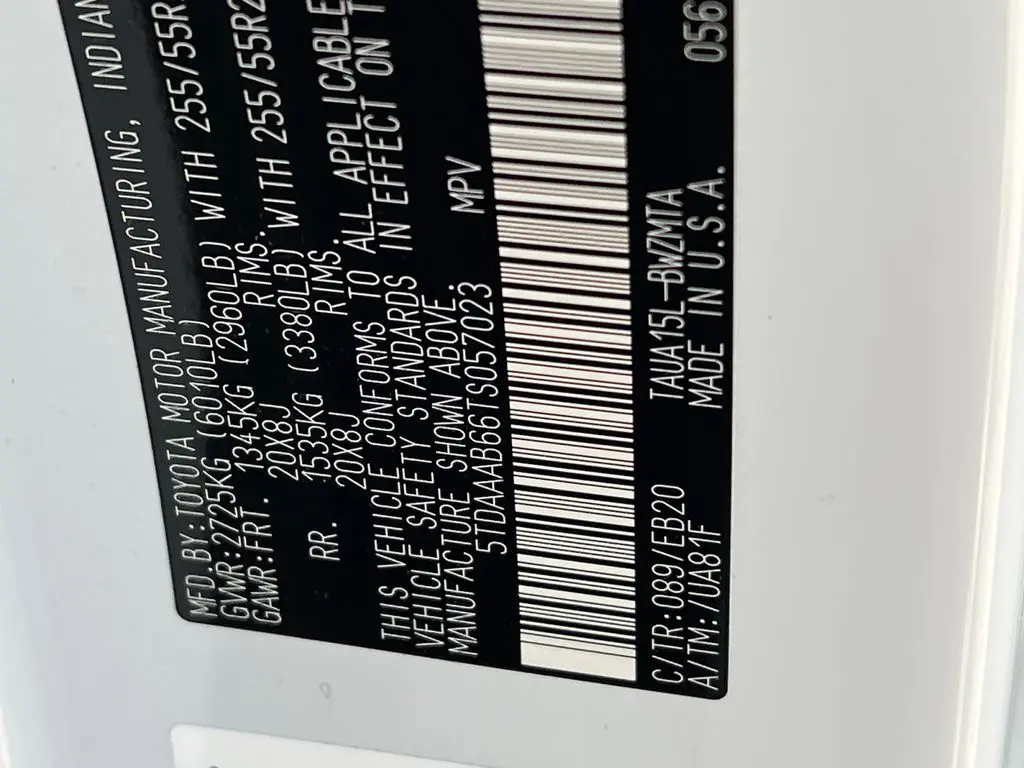 MFD.BY:TOYOTA MOTOR MANUFACTURING, INDIAN
GVWR:2725KG (6010LB)
GAWR:FRT. 1345KG (2960LB) WITH 255/55R
20X8J RIMS.
RR. 1535KG (3380LB) WITH 255/55R2
20X8J RIMS.
THIS VEHICLE CONFORMS TO ALL APPLICABLE
VEHICLE SAFETY STANDARDS IN EFFECT ON T
MANUFACTURE SHOWN ABOVE.
5TDAAAB66TS057023 MPV
C/TR:089/EB20 TAUA15L-BWZMTA
A/TM:/UA81F MADE IN U.S.A. 056